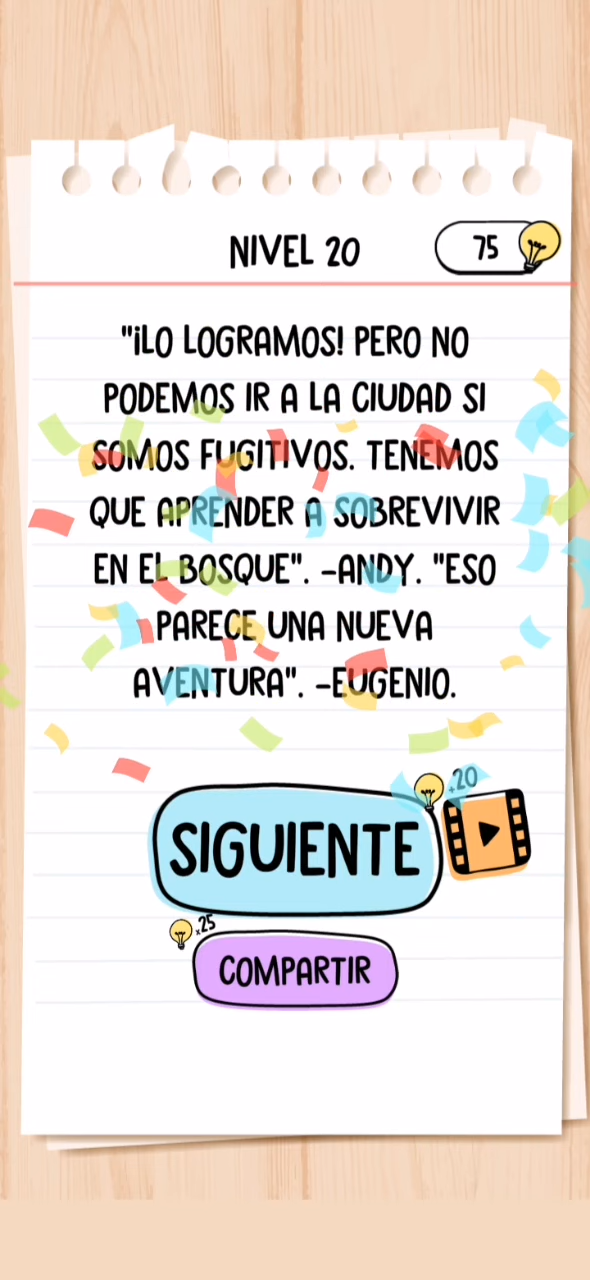 NIVEL 20
75
"¡LO LOGRAMOS! PERO NO
PODEMOS IR A LA CIUDAD SI
SOMOS FUGITIVOS. TENEMOS
QUE APRENDER A SOBREVIVIR
EN EL BOSQUE". -ANDY. "ESO
PARECE UNA NUEVA
AVENTURA". -EUGENIO.
+20
SIGUIENTE
x25
COMPARTIR